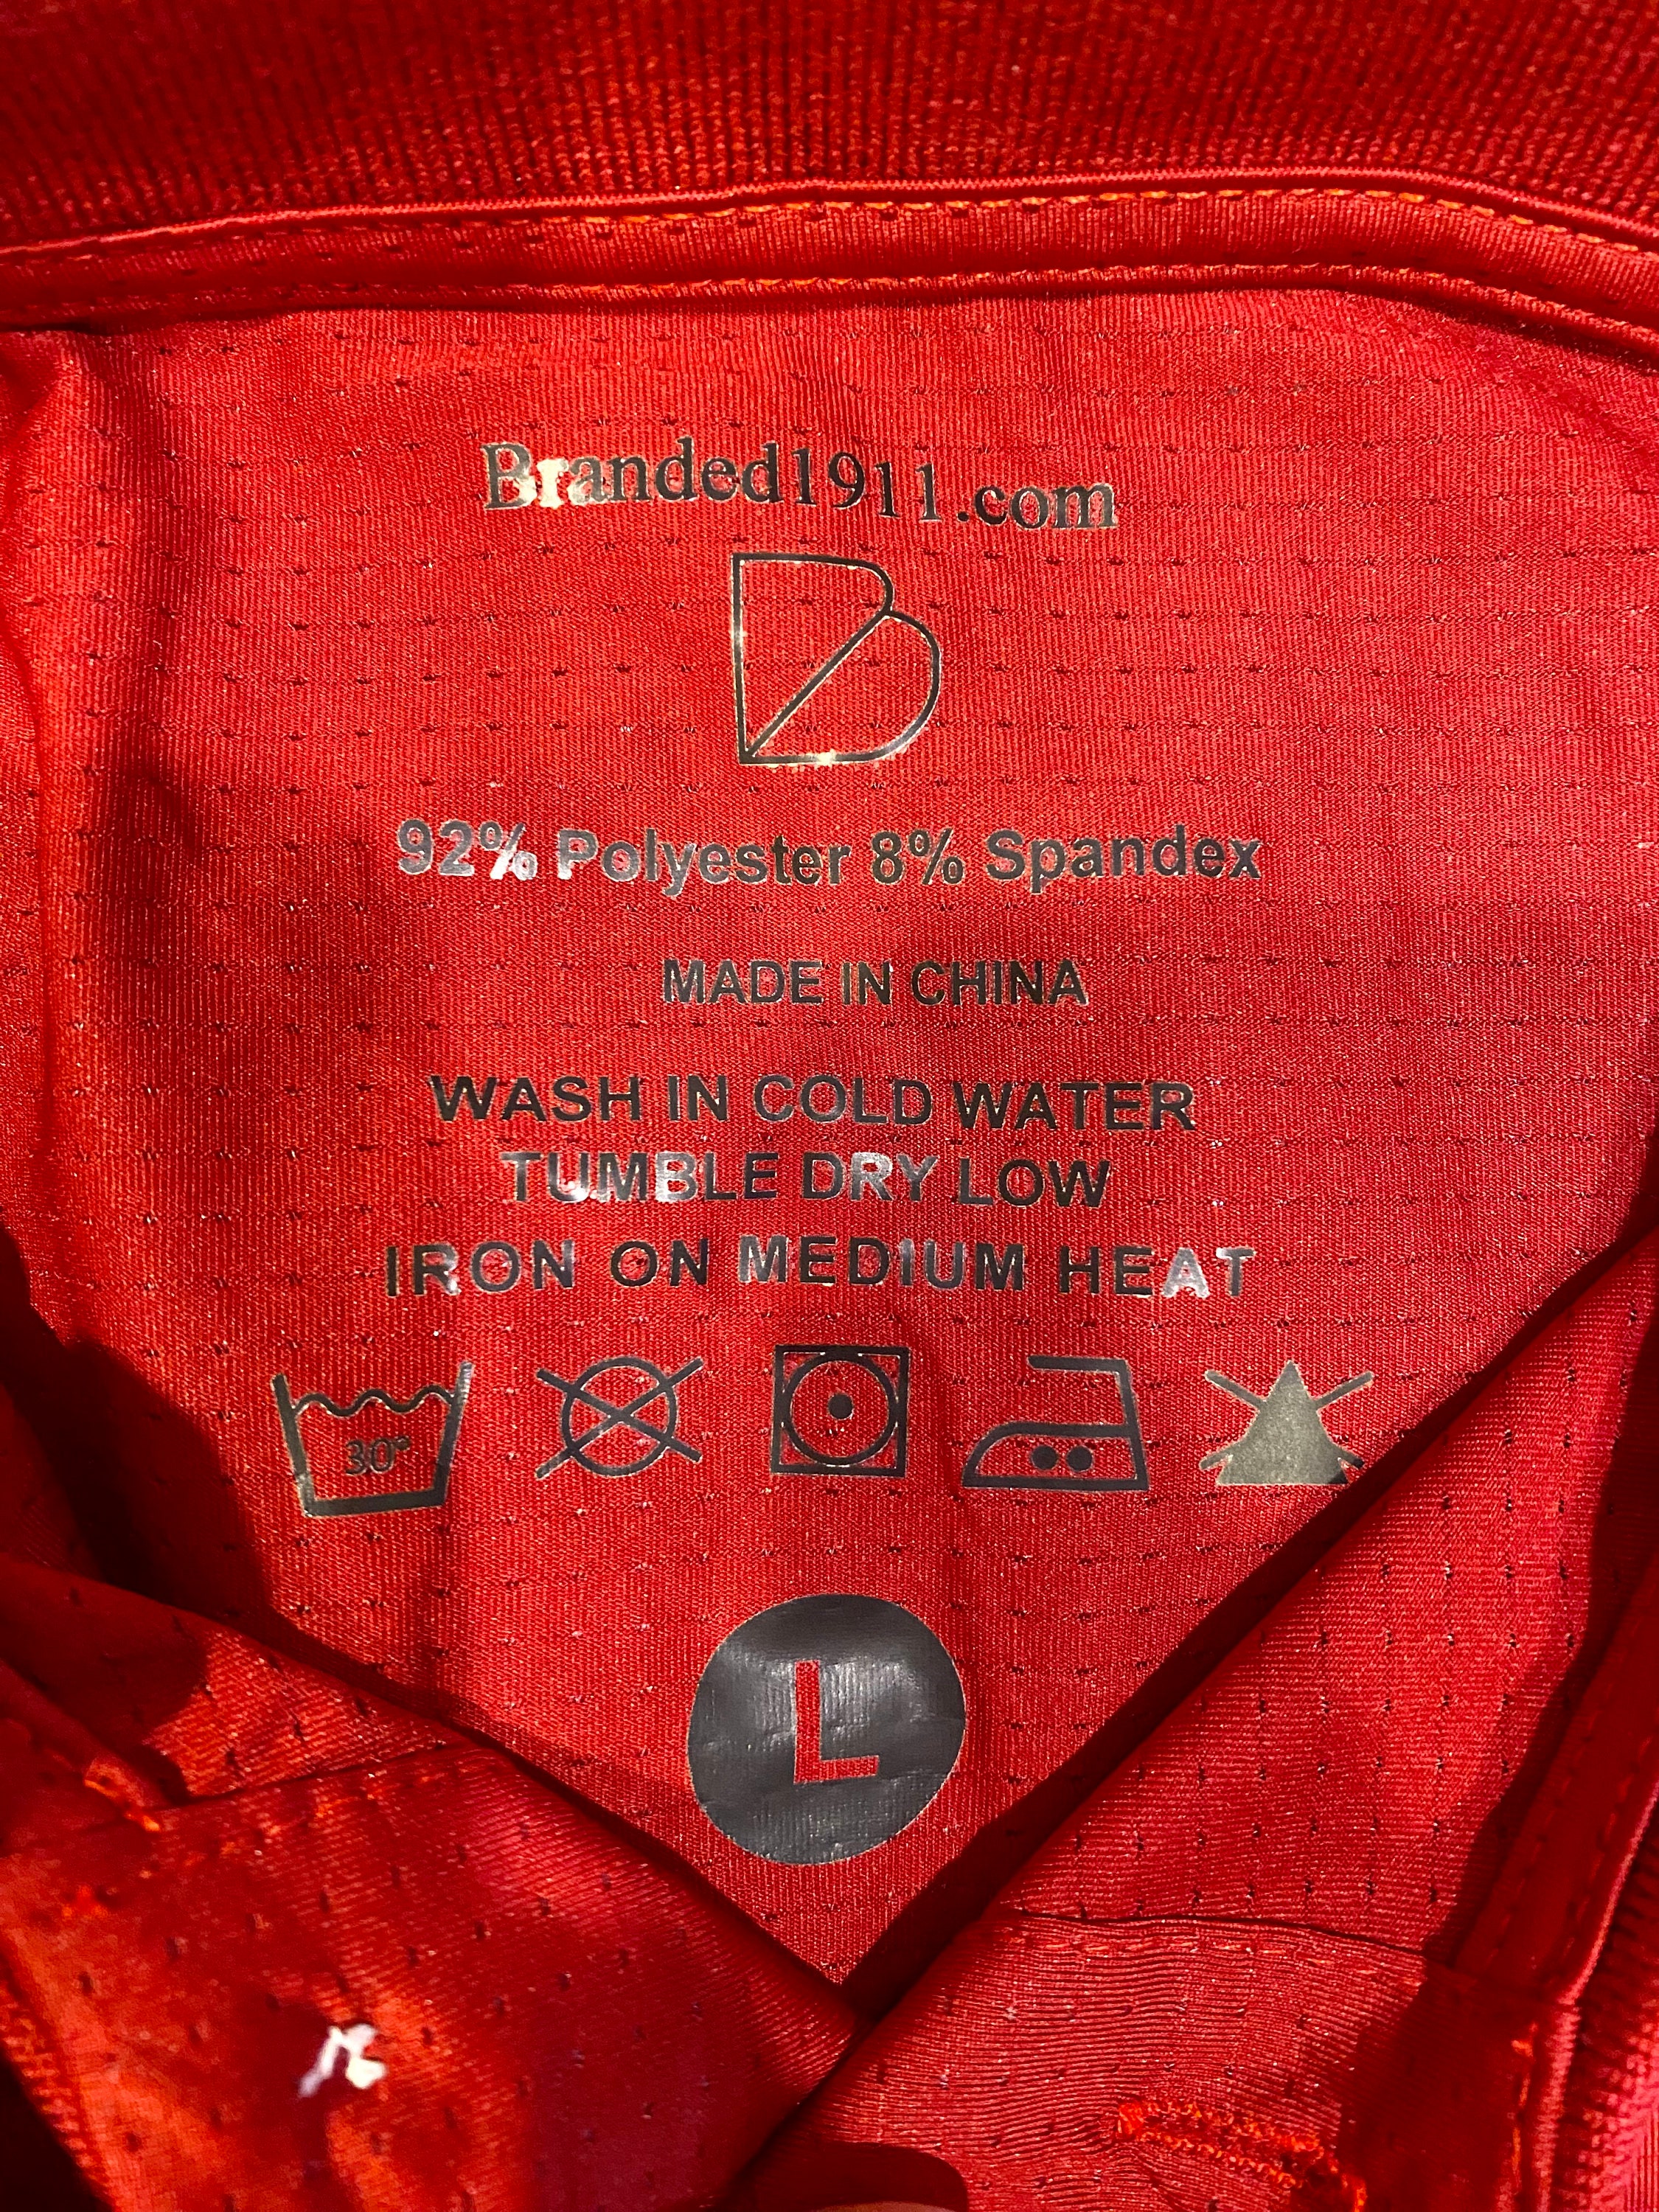 Branded1911.com
B
92% Polyester 8% Spandex
MADE IN CHINA
WASH IN COLD WATER
TUMBLE DRY LOW
IRON ON MEDIUM HEAT
30°
L